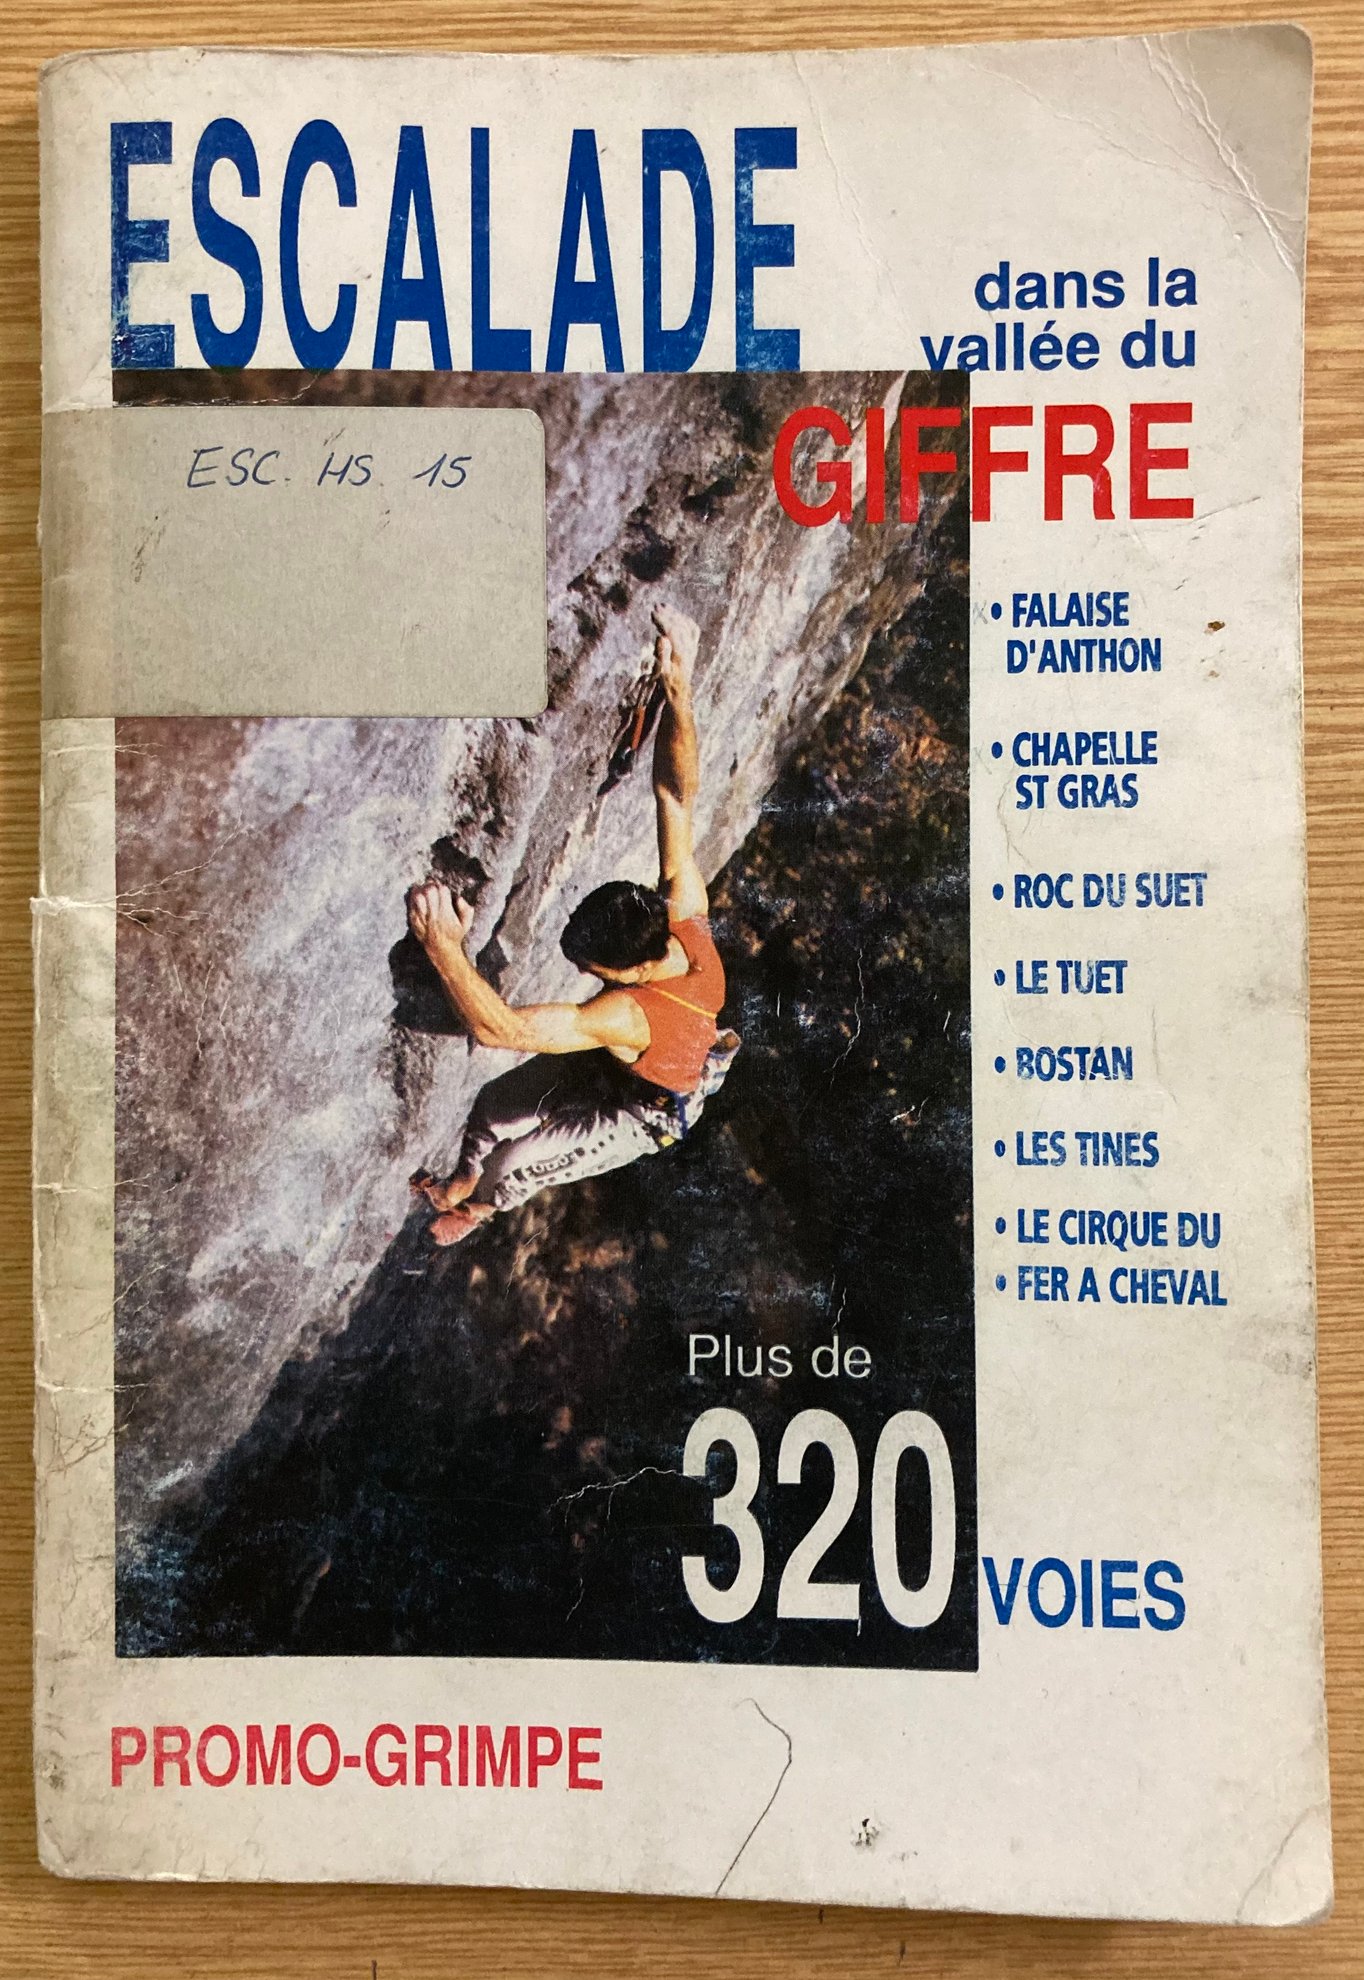 ESCALADE
dans la
vallée du
GIFFRE
ESC. HS. 15
• FALAISE
D'ANTHON
• CHAPELLE
ST GRAS
• ROC DU SUET
• LE TUET
• BOSTAN
• LES TINES
• LE CIRQUE DU
• FER A CHEVAL
Plus de
320 VOIES
PROMO-GRIMPE